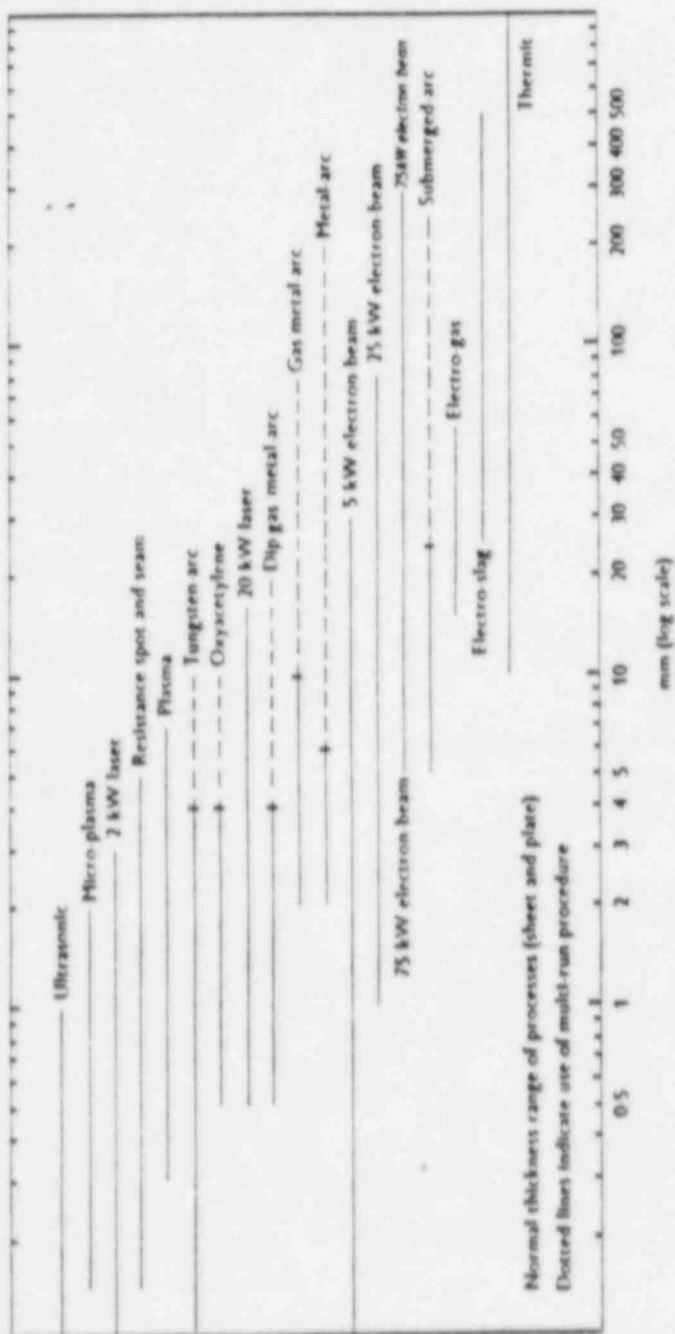 Ultrasonic
Micro-plasma
2 kW laser
Resistance spot and seam
Plasma
Tungsten-arc
Oxyacetylene
20 kW laser
Dip gas metal arc
Gas metal arc
Metal-arc
5 kW electron beam
25 kW electron-beam
75 kW electron beam
75kW electron beam
Submerged arc
Electro-gas
Electro-slag
Thermit
Normal thickness range of processes (sheet and plate)
Dotted lines indicate use of multi-run procedure
0·5 1 2 3 4 5 10 20 30 40 50 100 200 300 400 500
mm (log scale)